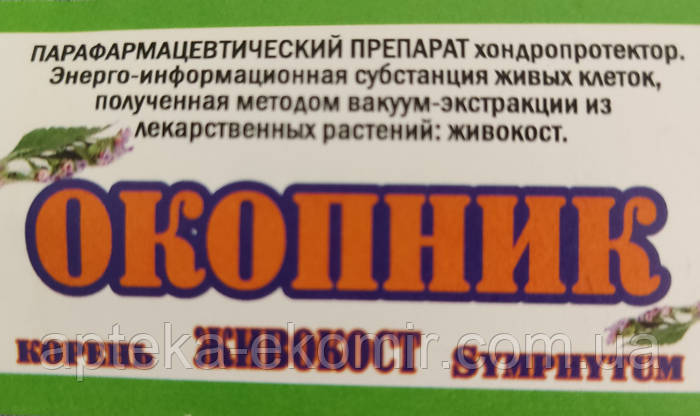 ПАРАФАРМАЦЕВТИЧЕСКИЙ ПРЕПАРАТ хондропротектор.
Энерго-информационная субстанция живых клеток,
полученная методом вакуум-экстракции из
лекарственных растений: живокост.
ОКОПНИК
корень ЖИВОКОСТ SYMPHYTUM
apteka-ekomir.com.ua